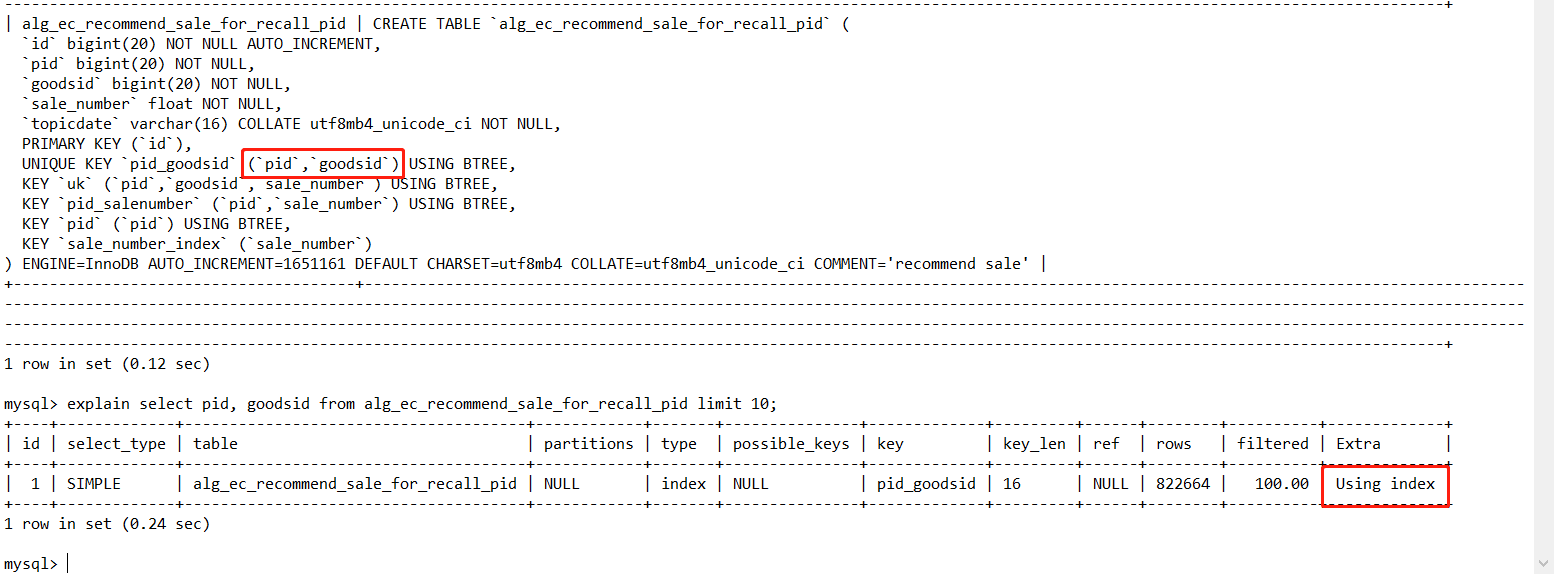 ------------------------------------------------------------------------------------------------------------------------------------------------------------------+
| alg_ec_recommend_sale_for_recall_pid | CREATE TABLE `alg_ec_recommend_sale_for_recall_pid` (
`id` bigint(20) NOT NULL AUTO_INCREMENT,
`pid` bigint(20) NOT NULL,
`goodsid` bigint(20) NOT NULL,
`sale_number` float NOT NULL,
`topicdate` varchar(16) COLLATE utf8mb4_unicode_ci NOT NULL,
PRIMARY KEY (`id`),
UNIQUE KEY `pid_goodsid` (`pid`,`goodsid`) USING BTREE,
KEY `uk` (`pid`,`goodsid`, sale_number ) USING BTREE,
KEY `pid_salenumber` (`pid`,`sale_number`) USING BTREE,
KEY `pid` (`pid`) USING BTREE,
KEY `sale_number_index` (`sale_number`)
) ENGINE=InnoDB AUTO_INCREMENT=1651161 DEFAULT CHARSET=utf8mb4 COLLATE=utf8mb4_unicode_ci COMMENT='recommend sale' |
1 row in set (0.12 sec)
mysql> explain select pid, goodsid from alg_ec_recommend_sale_for_recall_pid limit 10;
| id | select_type | table | partitions | type | possible_keys | key | key_len | ref | rows | filtered | Extra |
| 1 | SIMPLE | alg_ec_recommend_sale_for_recall_pid | NULL | index | NULL | pid_goodsid | 16 | NULL | 822664 | 100.00 | Using index
1 row in set (0.24 sec)
mysql>